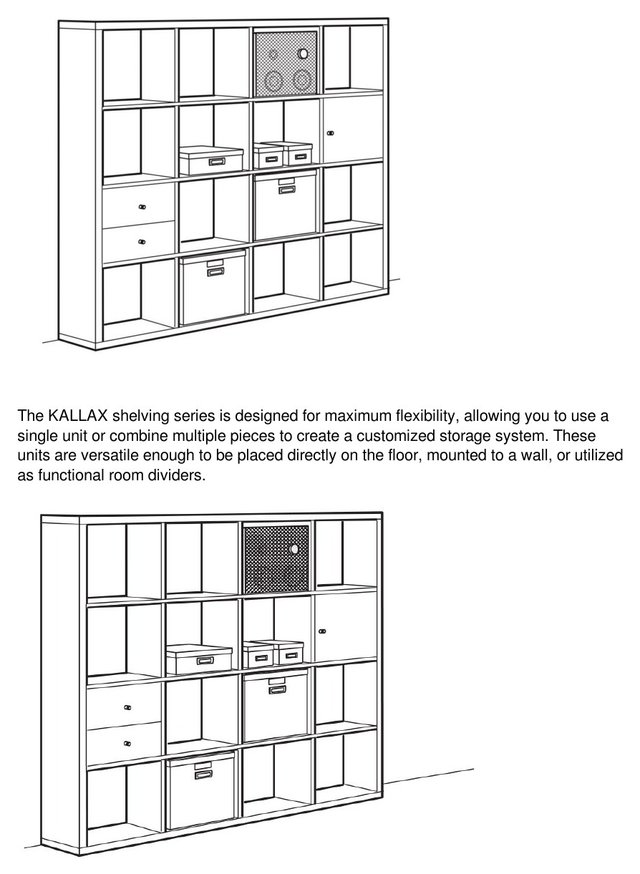 The KALLAX shelving series is designed for maximum flexibility, allowing you to use a
single unit or combine multiple pieces to create a customized storage system. These
units are versatile enough to be placed directly on the floor, mounted to a wall, or utilized
as functional room dividers.